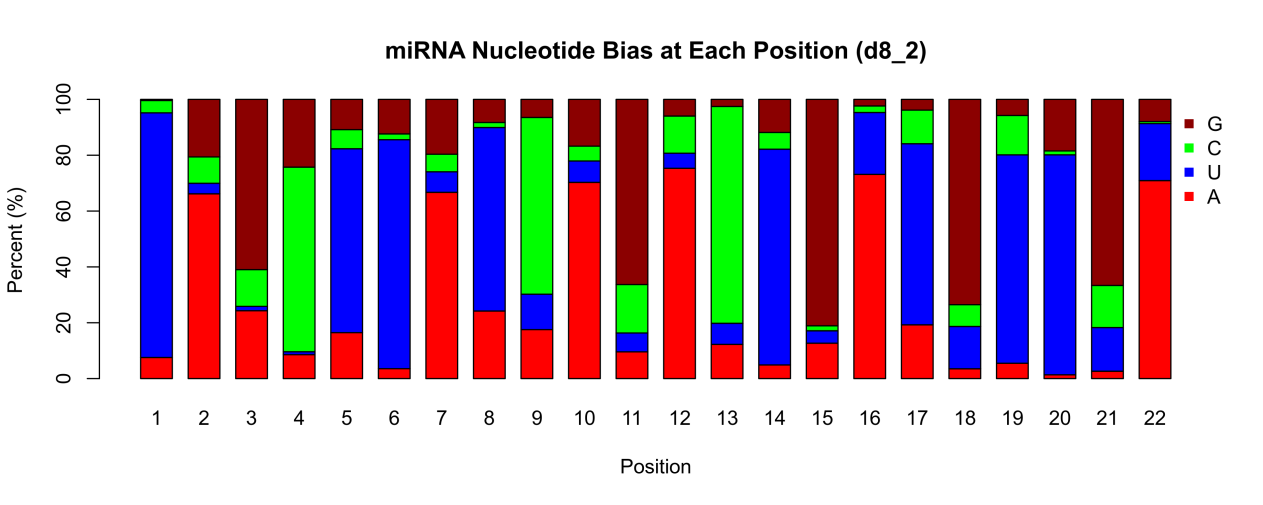 miRNA Nucleotide Bias at Each Position (d8_2)
Percent (%)
100
80
60
40
20
0
G
C
U
A
1 2 3 4 5 6 7 8 9 10 11 12 13 14 15 16 17 18 19 20 21 22
Position